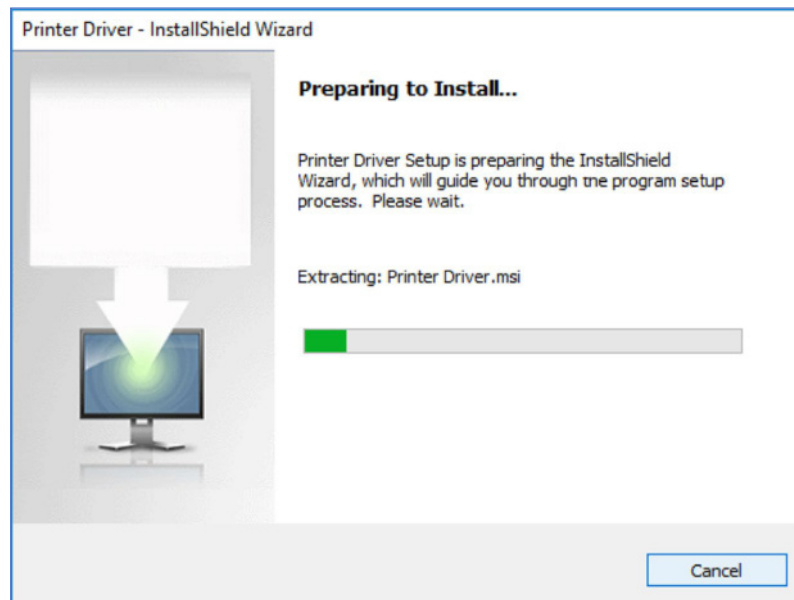 Printer Driver - InstallShield Wizard
Preparing to Install...
Printer Driver Setup is preparing the InstallShield
Wizard, which will guide you through the program setup
process. Please wait.
Extracting: Printer Driver.msi
Cancel